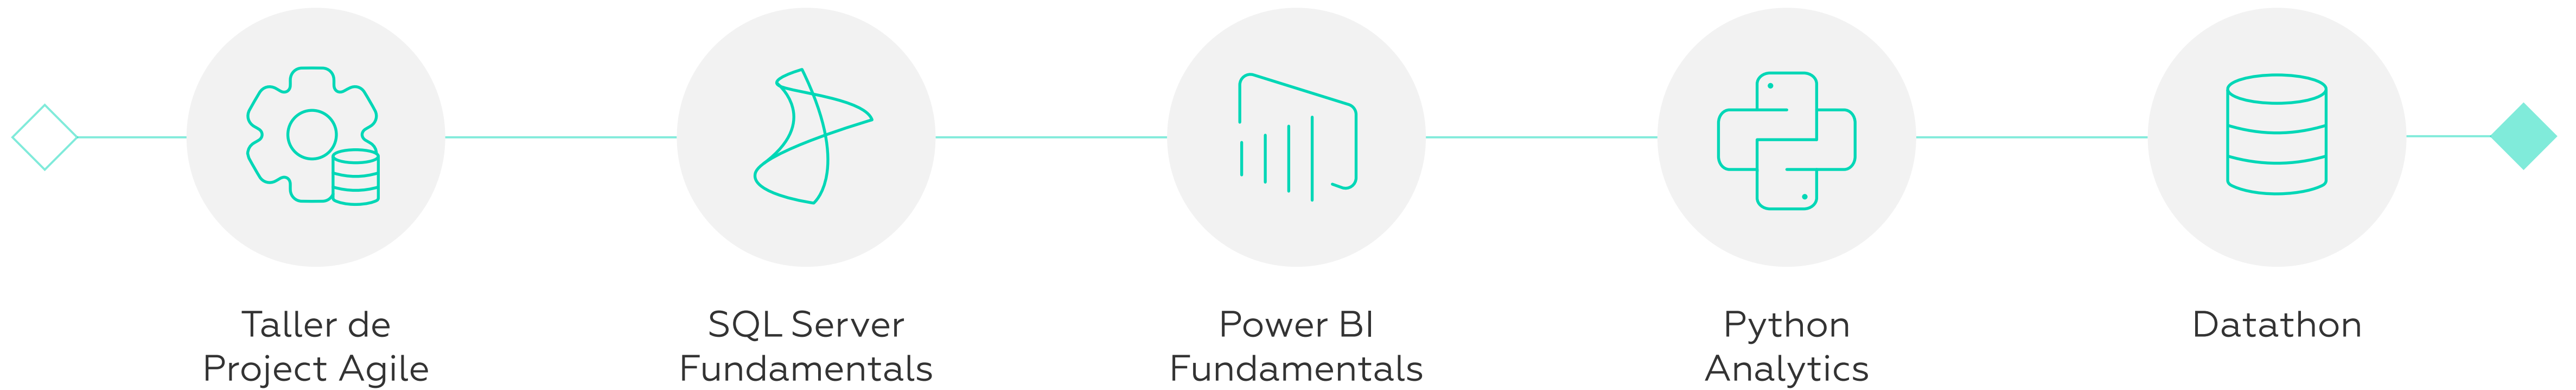 Taller de
Project Agile
SQL Server
Fundamentals
Power BI
Fundamentals
Python
Analytics
Datathon